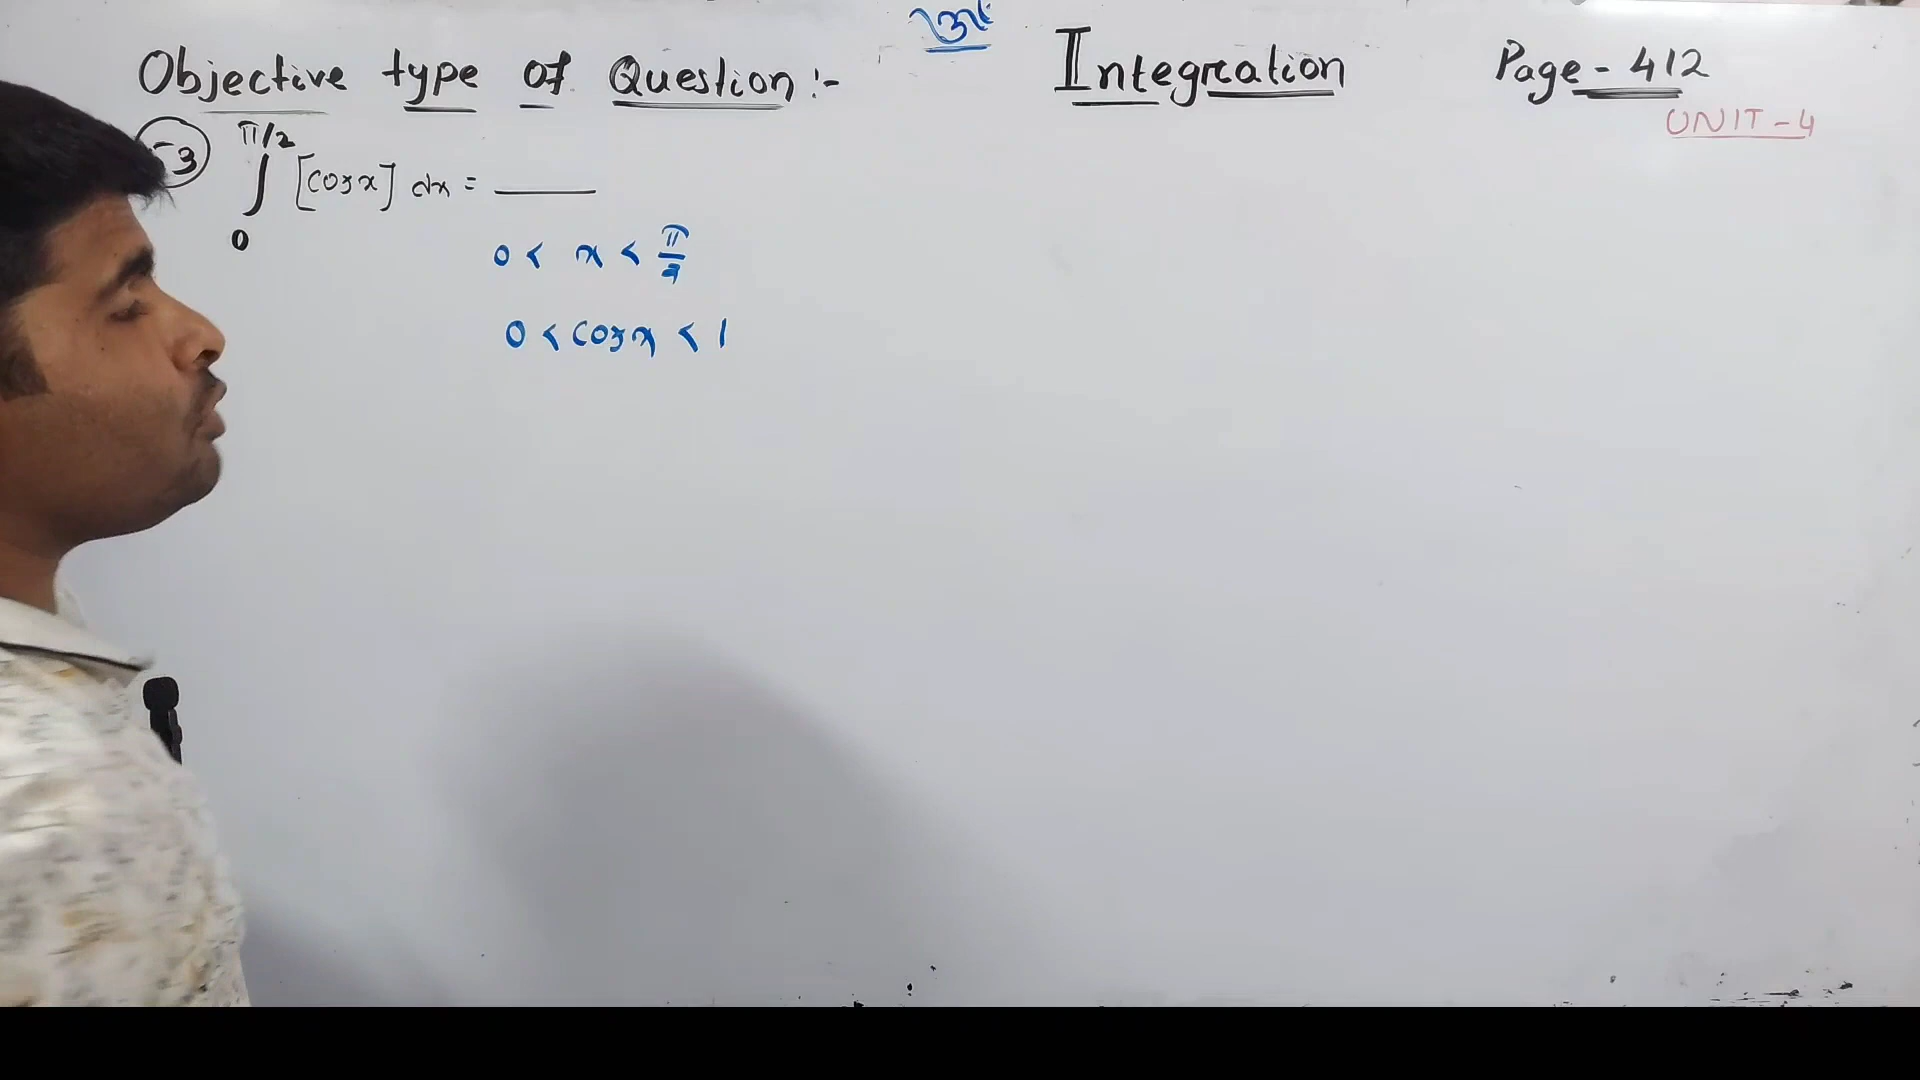 Objective type of Question :-
Integration
Page - 412
UNIT - 4
3
∫₀^{π/2} [cos x] dx = ____
0 < x < π/2
0 < cos x < 1